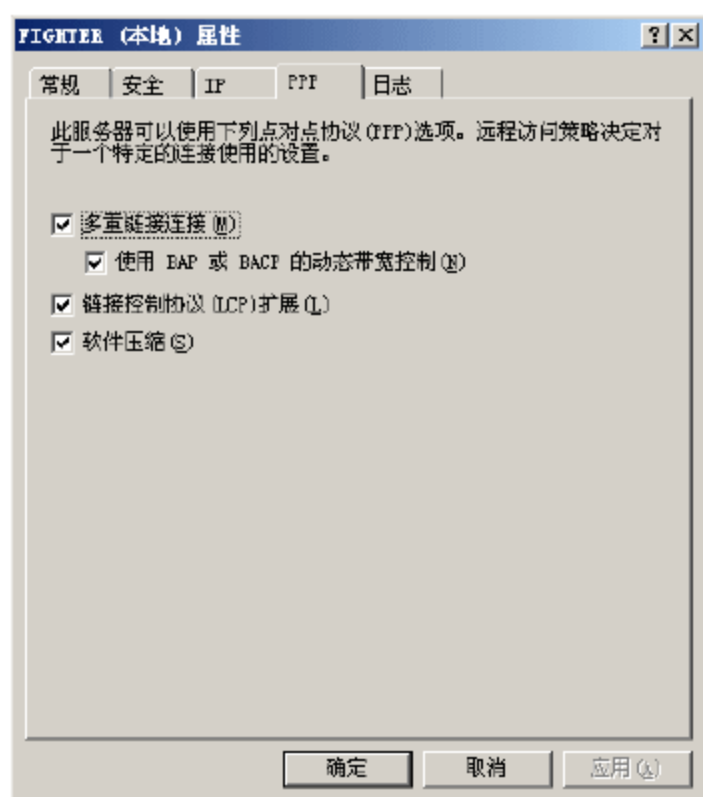 FIGHTER (本地) 属性
常规 安全 IP PPP 日志
此服务器可以使用下列点对点协议(PPP)选项。远程访问策略决定对
于一个特定的连接使用的设置。
多重链接连接(M)
使用 BAP 或 BACP 的动态带宽控制(N)
链接控制协议(LCP)扩展(L)
软件压缩(S)
确定 取消 应用(A)